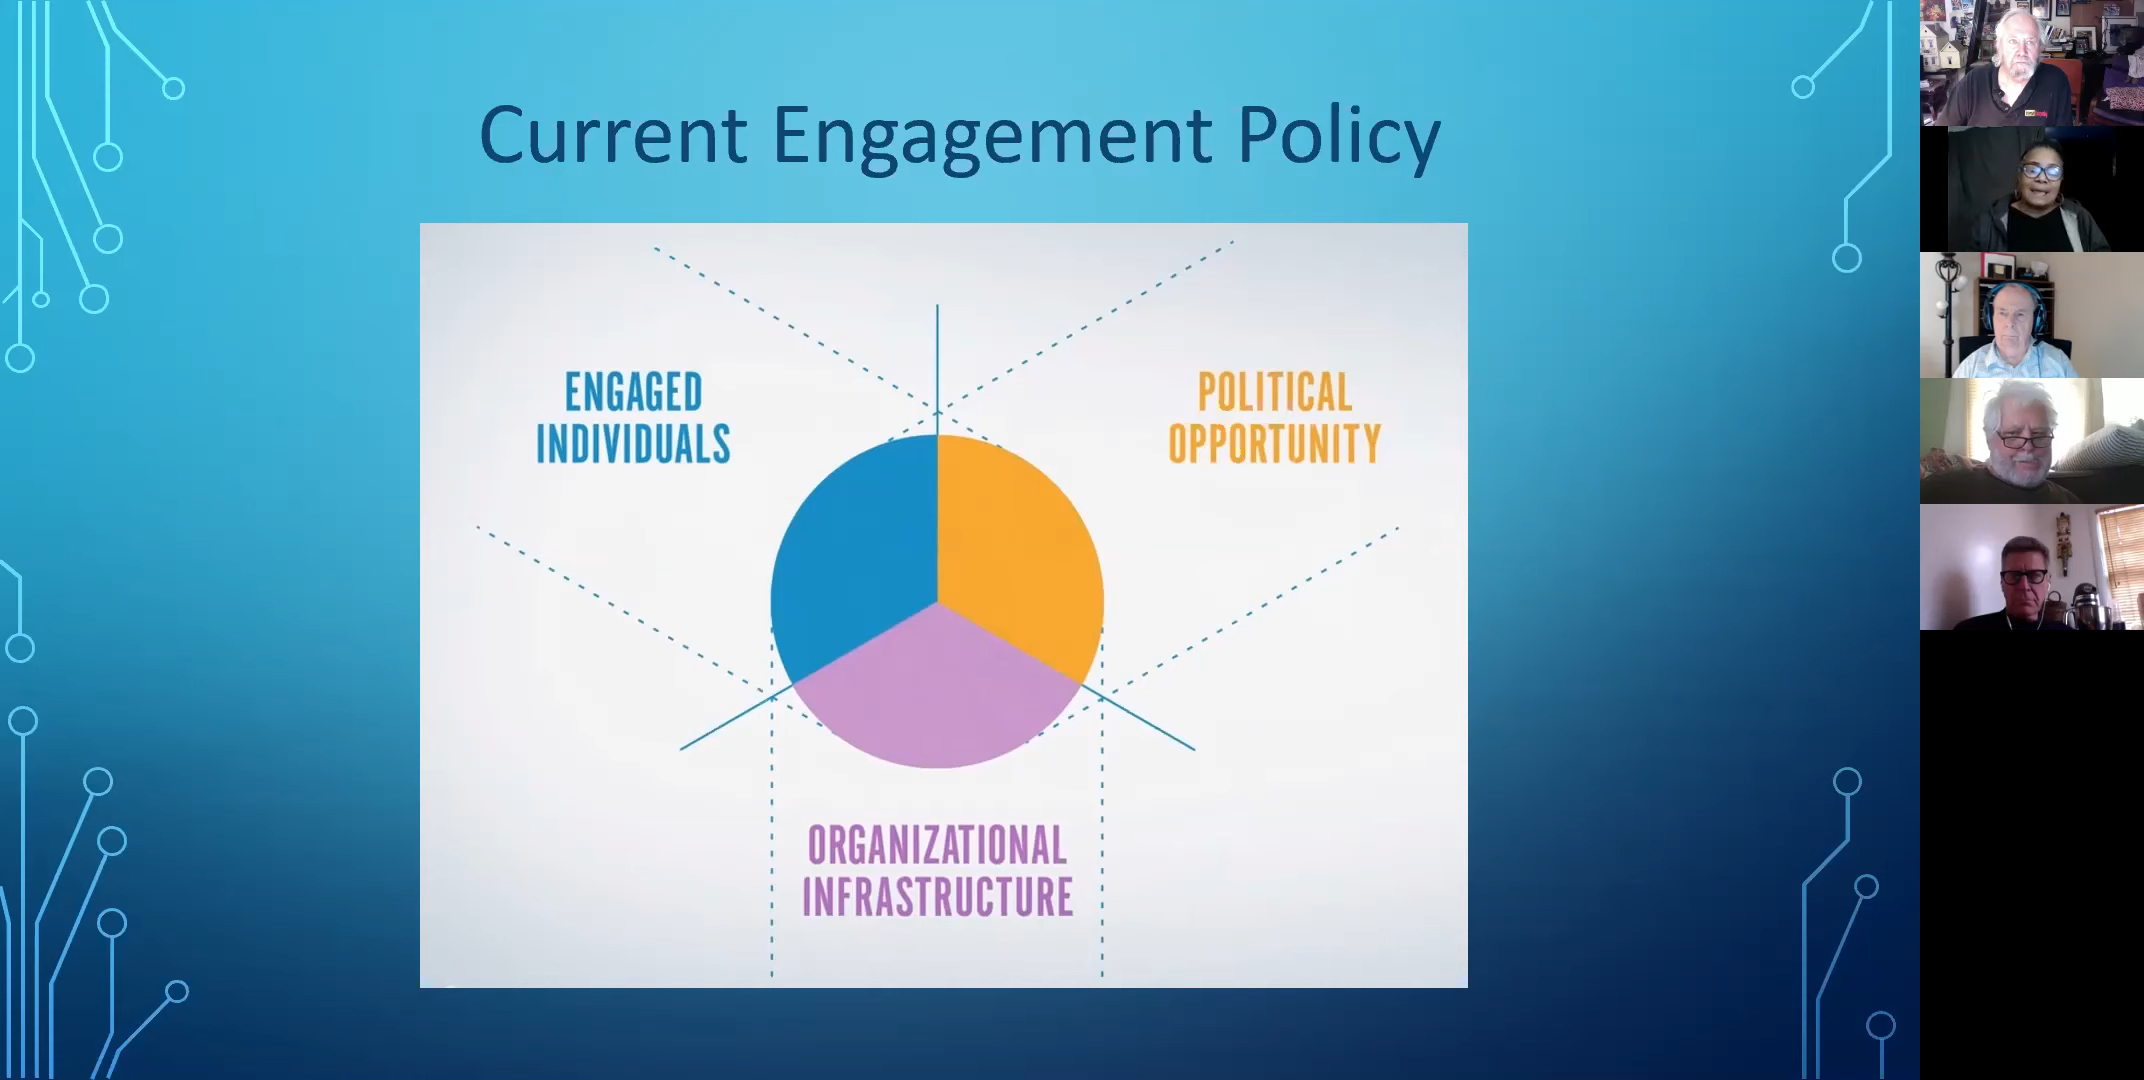 Current Engagement Policy
ENGAGED
INDIVIDUALS
POLITICAL
OPPORTUNITY
ORGANIZATIONAL
INFRASTRUCTURE